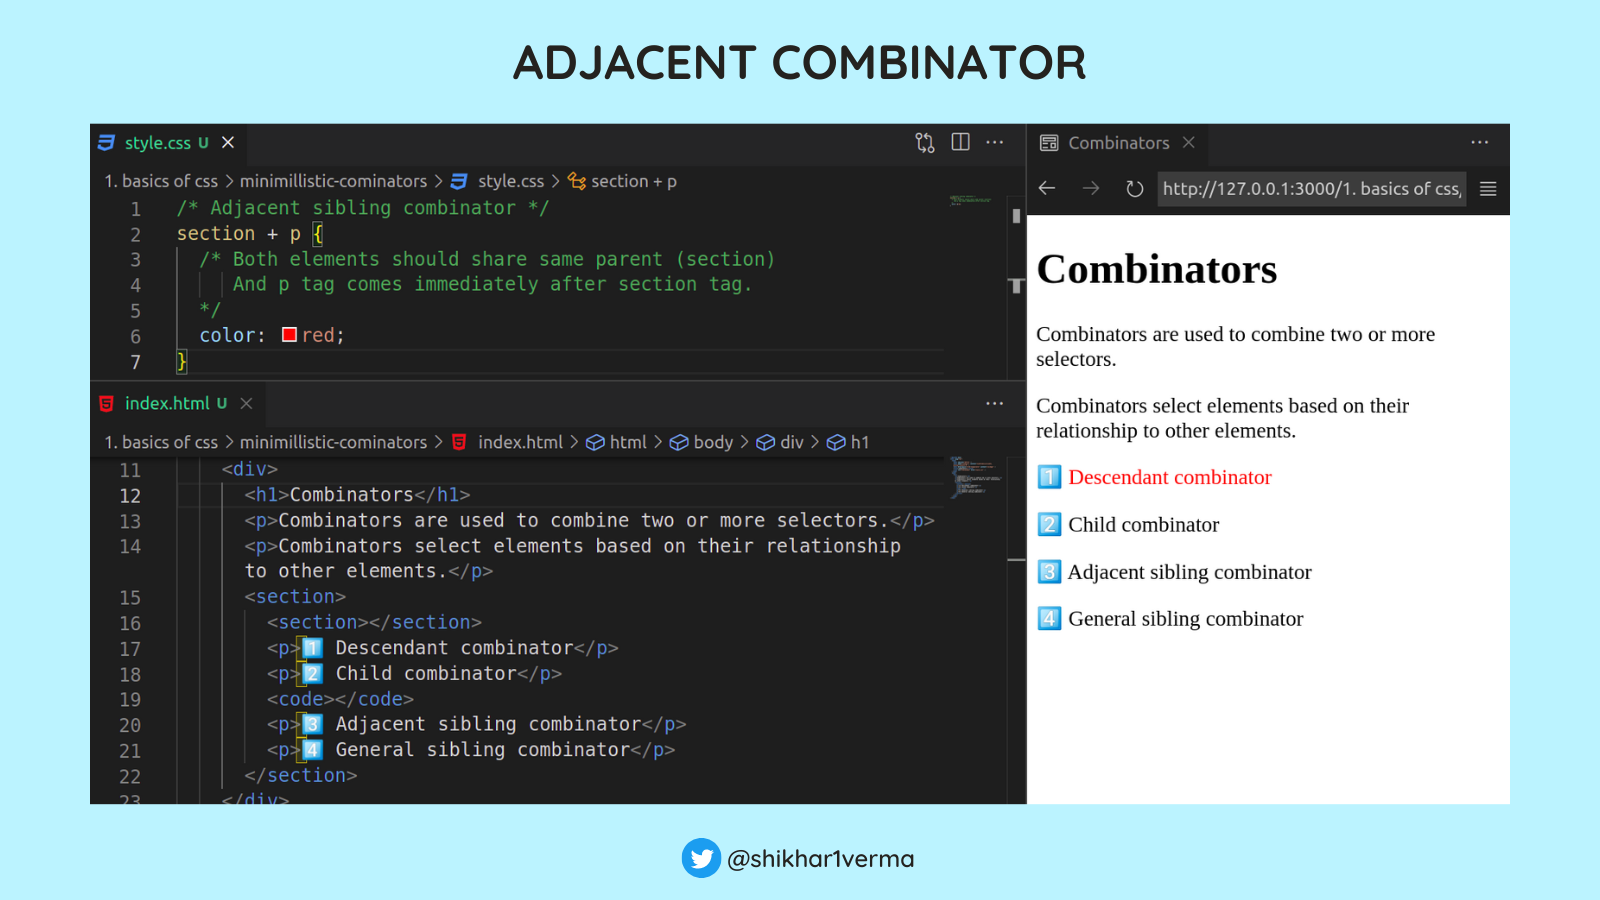 ADJACENT COMBINATOR
style.css U
1. basics of css > minimillistic-cominators > style.css > section + p
1 /* Adjacent sibling combinator */
2 section + p {
3 /* Both elements should share same parent (section)
4 And p tag comes immediately after section tag.
5 */
6 color: red;
7 }
index.html U
1. basics of css > minimillistic-cominators > index.html > html > body > div > h1
11 <div>
12 <h1>Combinators</h1>
13 <p>Combinators are used to combine two or more selectors.</p>
14 <p>Combinators select elements based on their relationship
to other elements.</p>
15 <section>
16 <section></section>
17 <p>1️⃣ Descendant combinator</p>
18 <p>2️⃣ Child combinator</p>
19 <code></code>
20 <p>3️⃣ Adjacent sibling combinator</p>
21 <p>4️⃣ General sibling combinator</p>
22 </section>
23 </div>
Combinators
http://127.0.0.1:3000/1. basics of css,
Combinators
Combinators are used to combine two or more
selectors.
Combinators select elements based on their
relationship to other elements.
1️⃣ Descendant combinator
2️⃣ Child combinator
3️⃣ Adjacent sibling combinator
4️⃣ General sibling combinator
@shikhar1verma